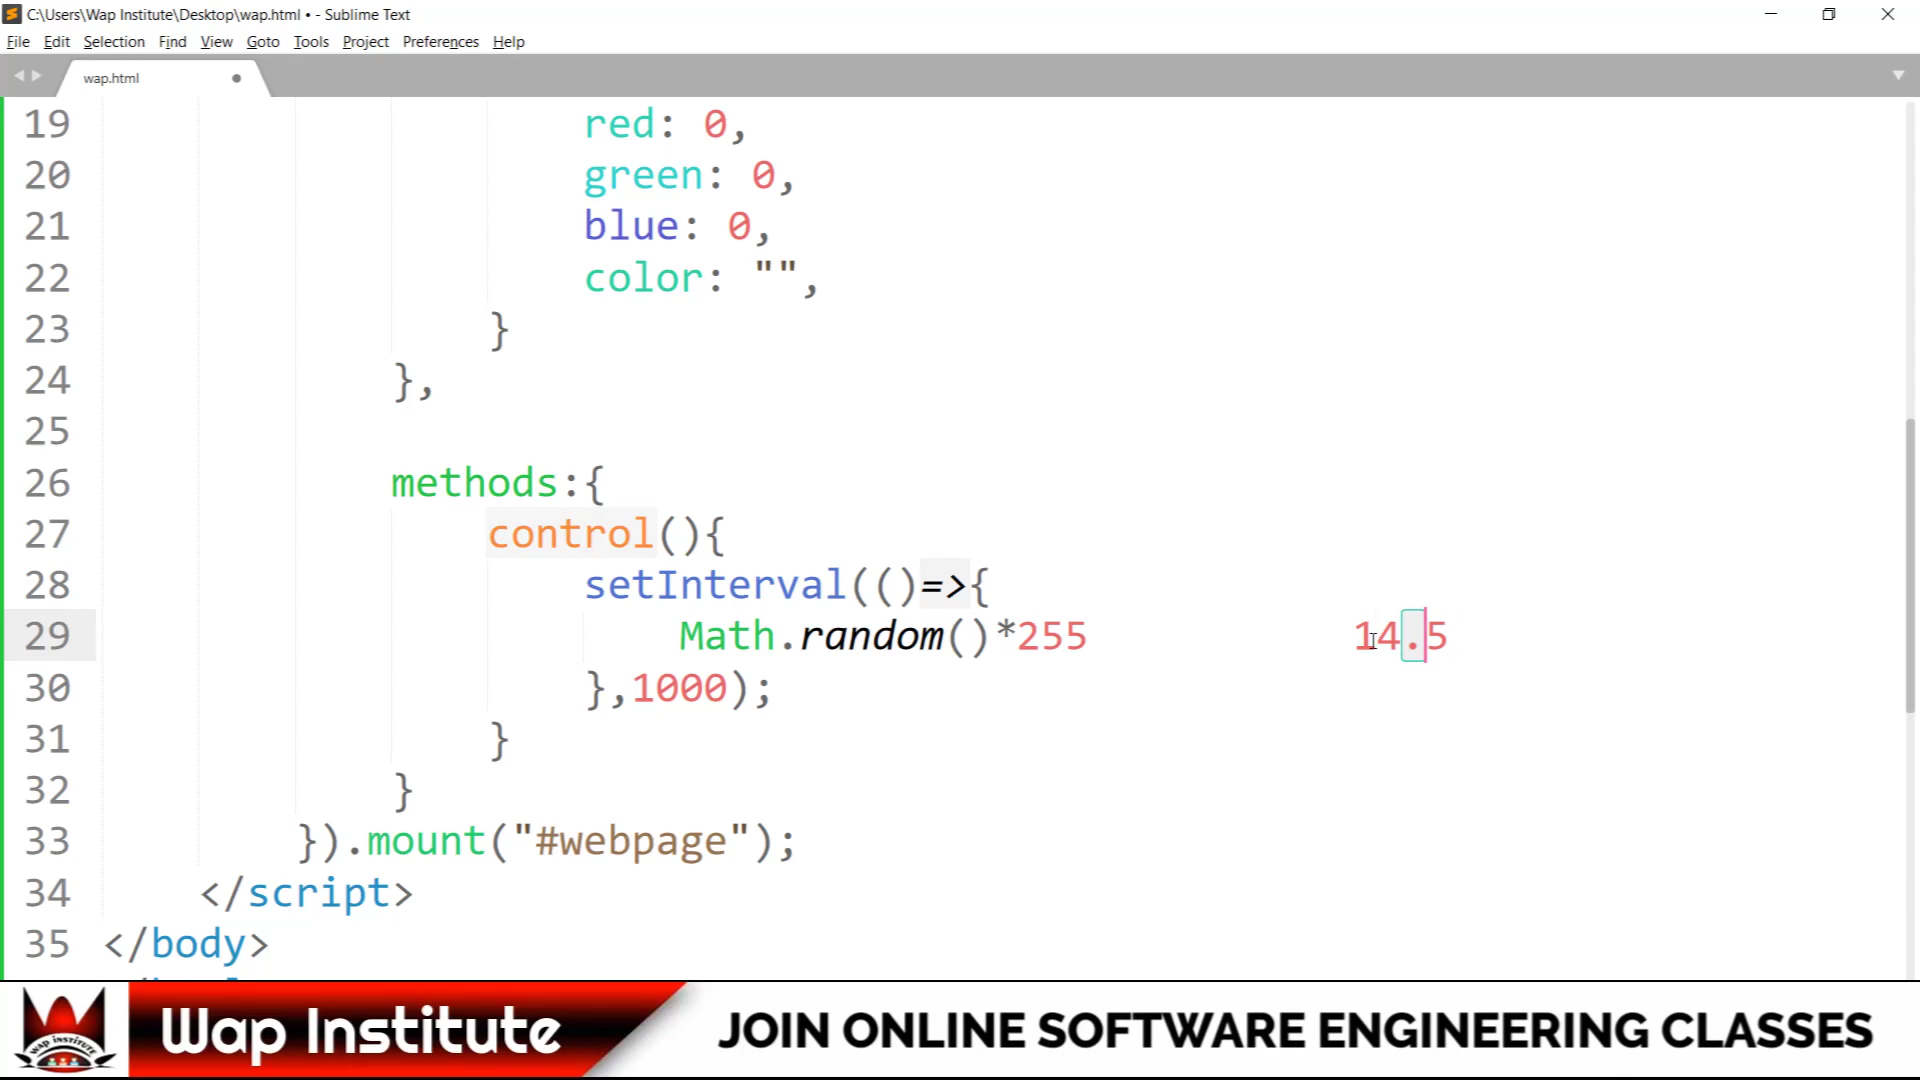 C:\Users\Wap Institute\Desktop\wap.html • - Sublime Text
File Edit Selection Find View Goto Tools Project Preferences Help
wap.html
19 red: 0,
20 green: 0,
21 blue: 0,
22 color: "",
23 }
24 },
25
26 methods:{
27 control(){
28 setInterval(()=>{
29 Math.random()*255 14.5
30 },1000);
31 }
32 }
33 }).mount("#webpage");
34 </script>
35 </body>
WAP INSTITUTE
Wap Institute
JOIN ONLINE SOFTWARE ENGINEERING CLASSES